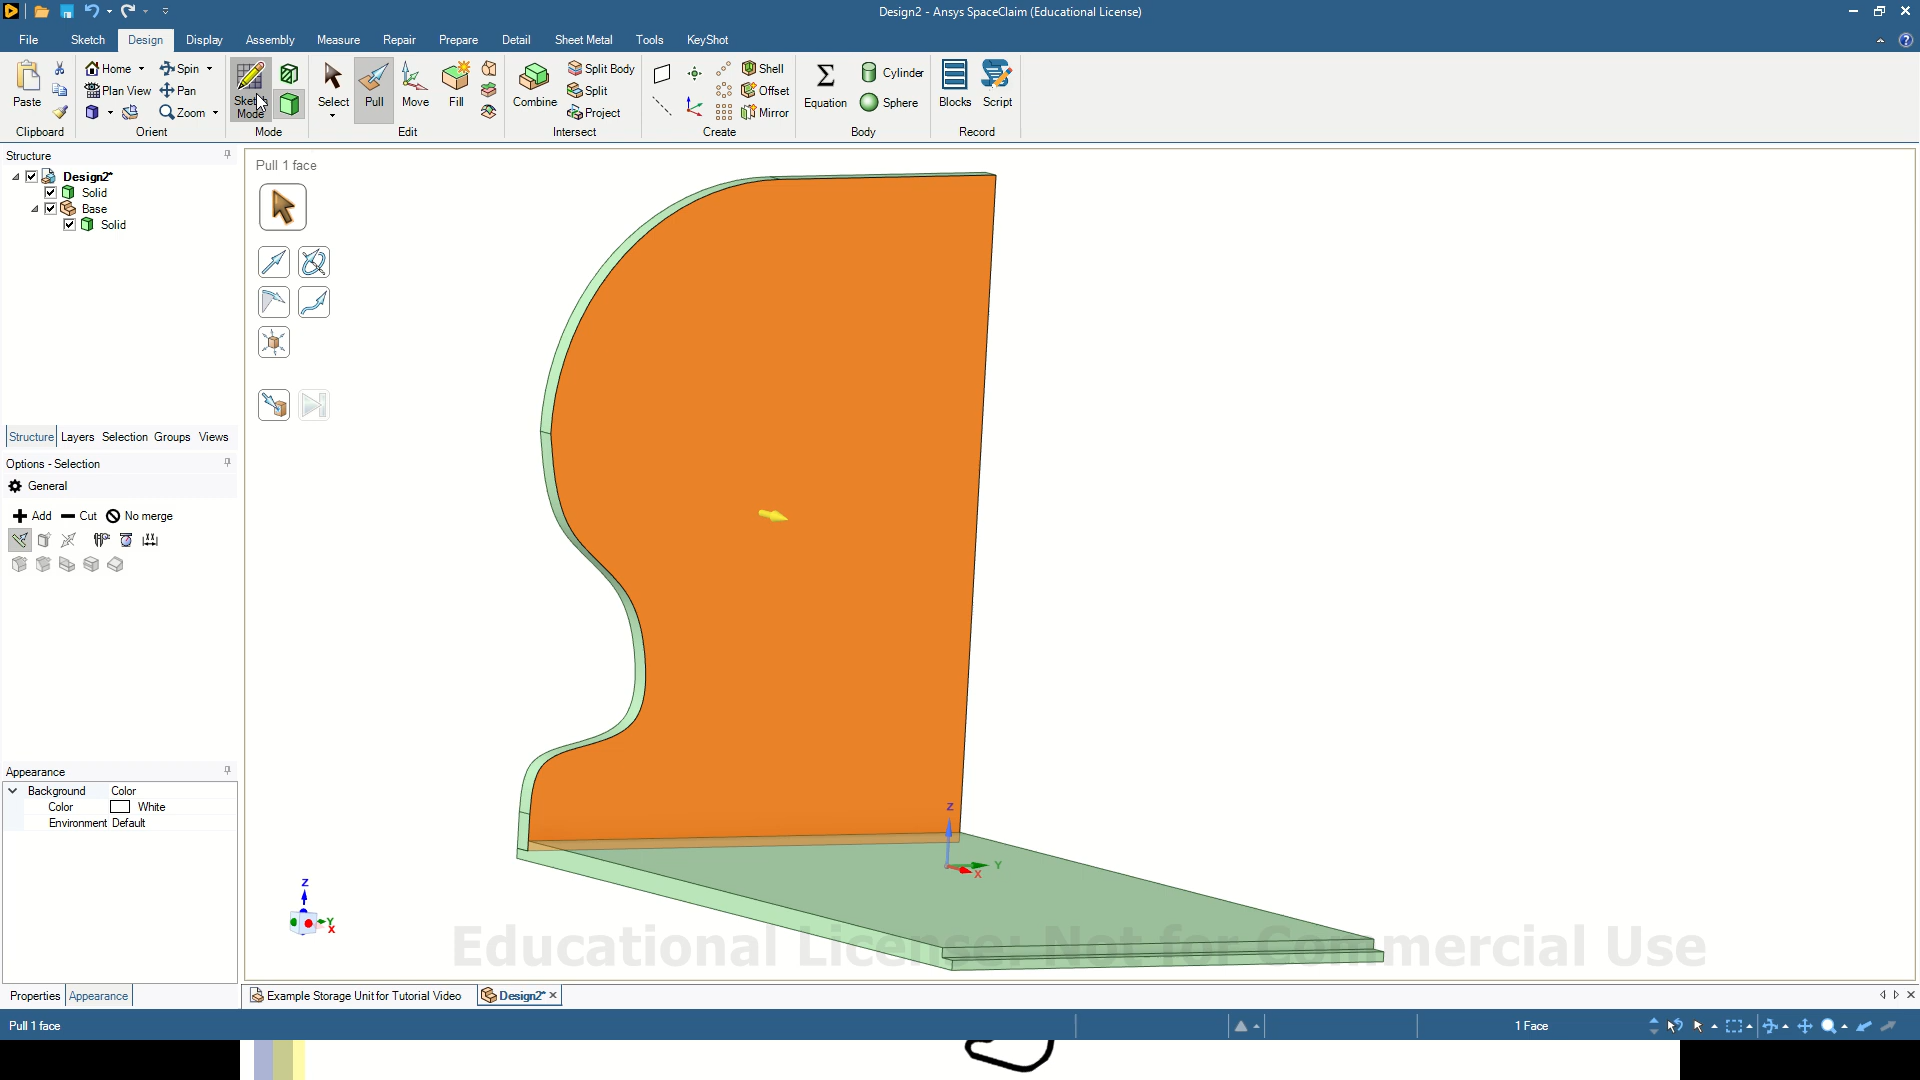 Design2 - Ansys SpaceClaim (Educational License)
File Sketch Design Display Assembly Measure Repair Prepare Detail Sheet Metal Tools KeyShot
Paste
Clipboard
Home
Plan View
Spin
Pan
Zoom
Orient
Sketch
Mode
Mode
Select
Pull
Move
Fill
Edit
Combine
Split Body
Split
Project
Intersect
Shell
Offset
Mirror
Create
Equation
Cylinder
Sphere
Body
Blocks
Script
Record
Structure
Design2*
Solid
Base
Solid
Structure Layers Selection Groups Views
Options - Selection
General
Add Cut No merge
Appearance
Background Color
Color White
Environment Default
Properties Appearance
Pull 1 face
Z
Y
X
Z
Y
X
Educational License: Not for Commercial Use
Example Storage Unit for Tutorial Video
Design2*
Pull 1 face
1 Face